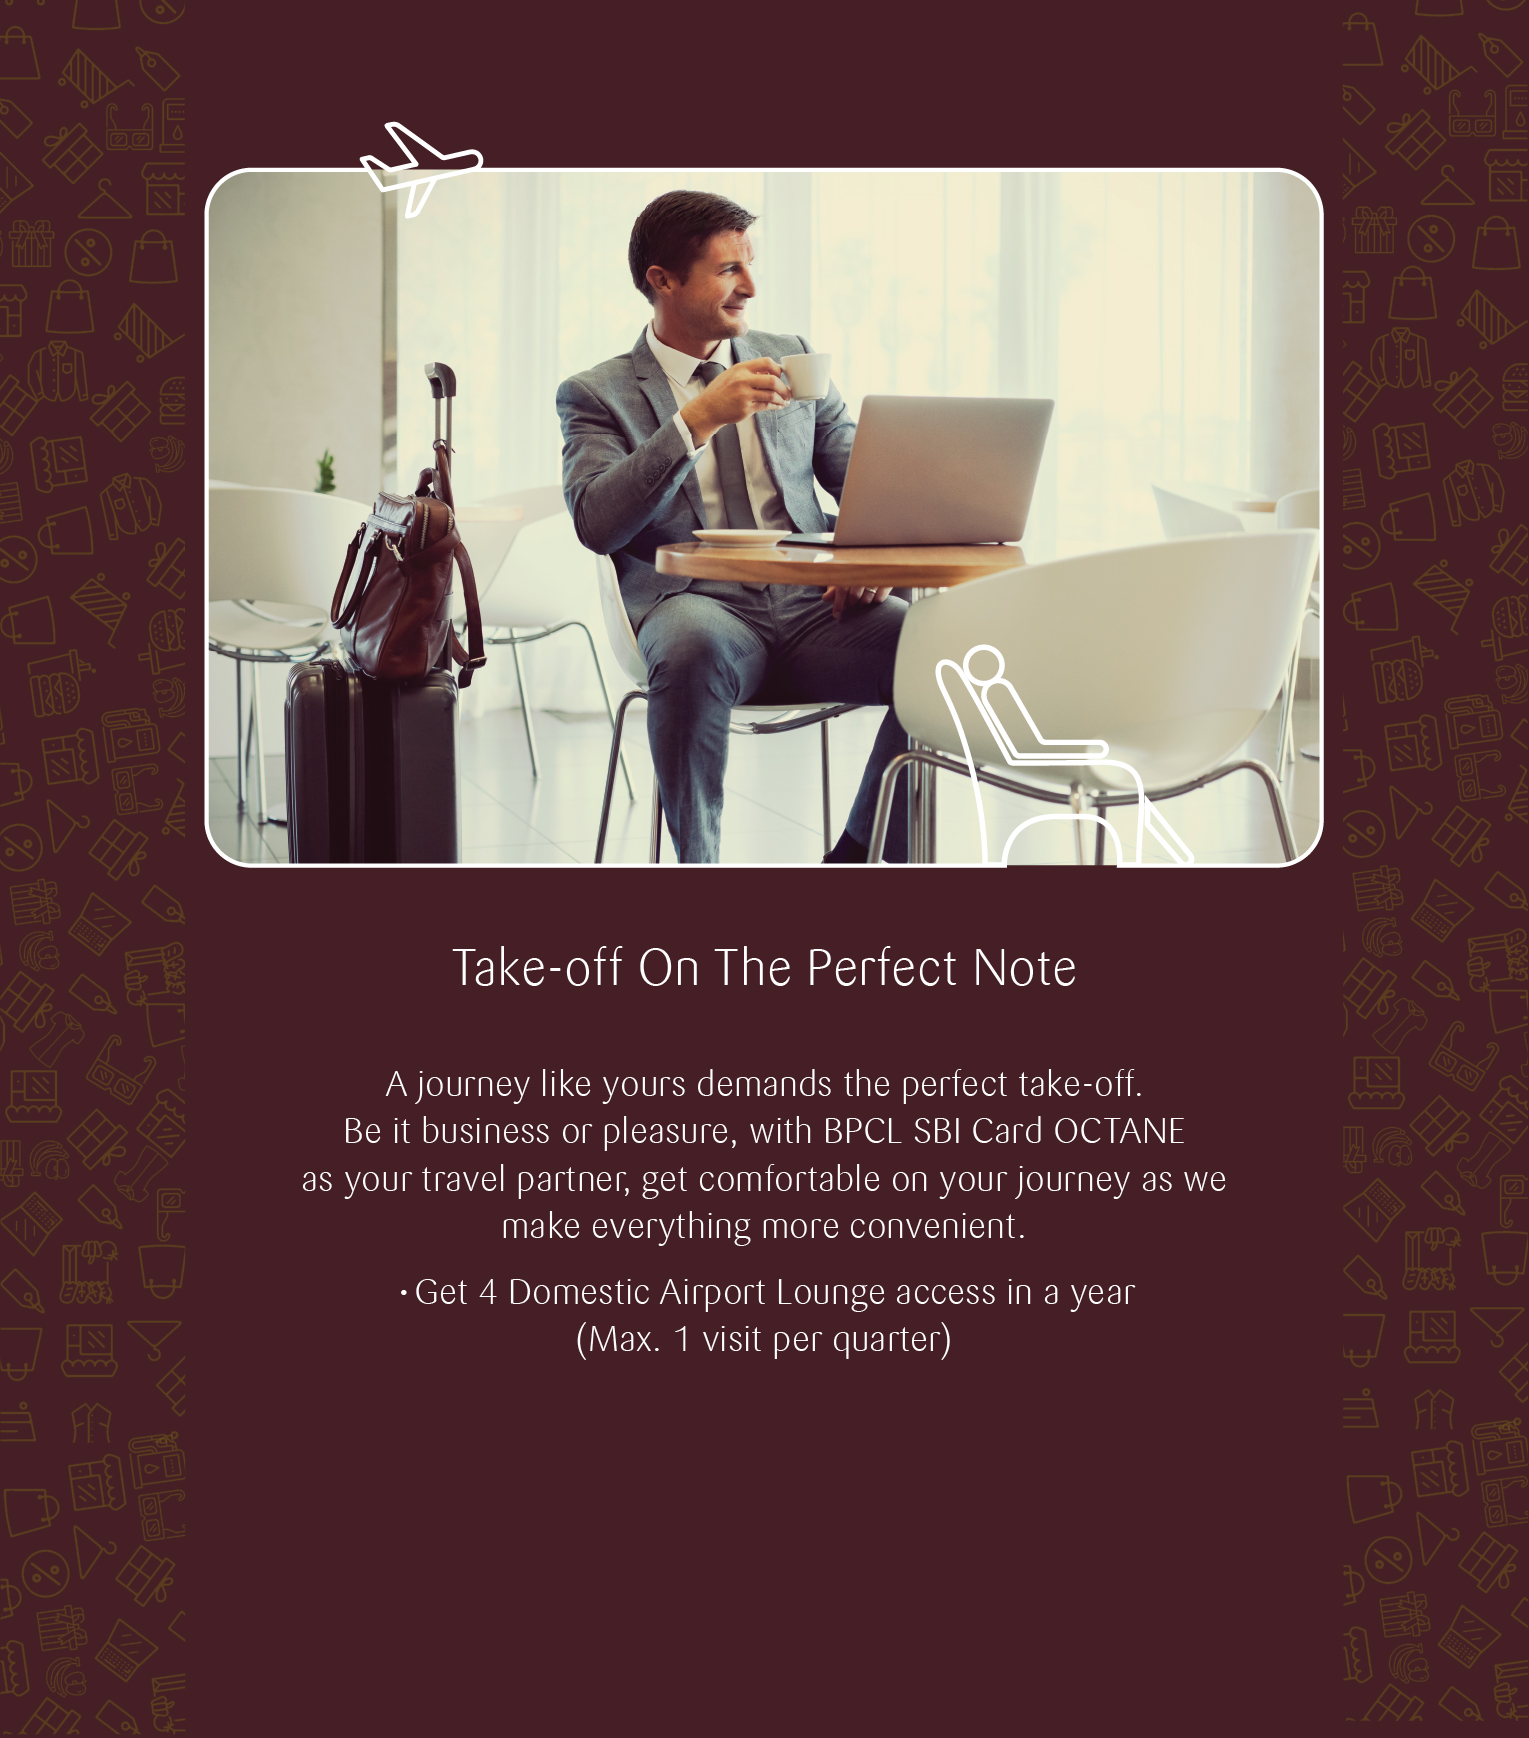 Take-off On The Perfect Note
A journey like yours demands the perfect take-off.
Be it business or pleasure, with BPCL SBI Card OCTANE
as your travel partner, get comfortable on your journey as we
make everything more convenient.
• Get 4 Domestic Airport Lounge access in a year
(Max. 1 visit per quarter)